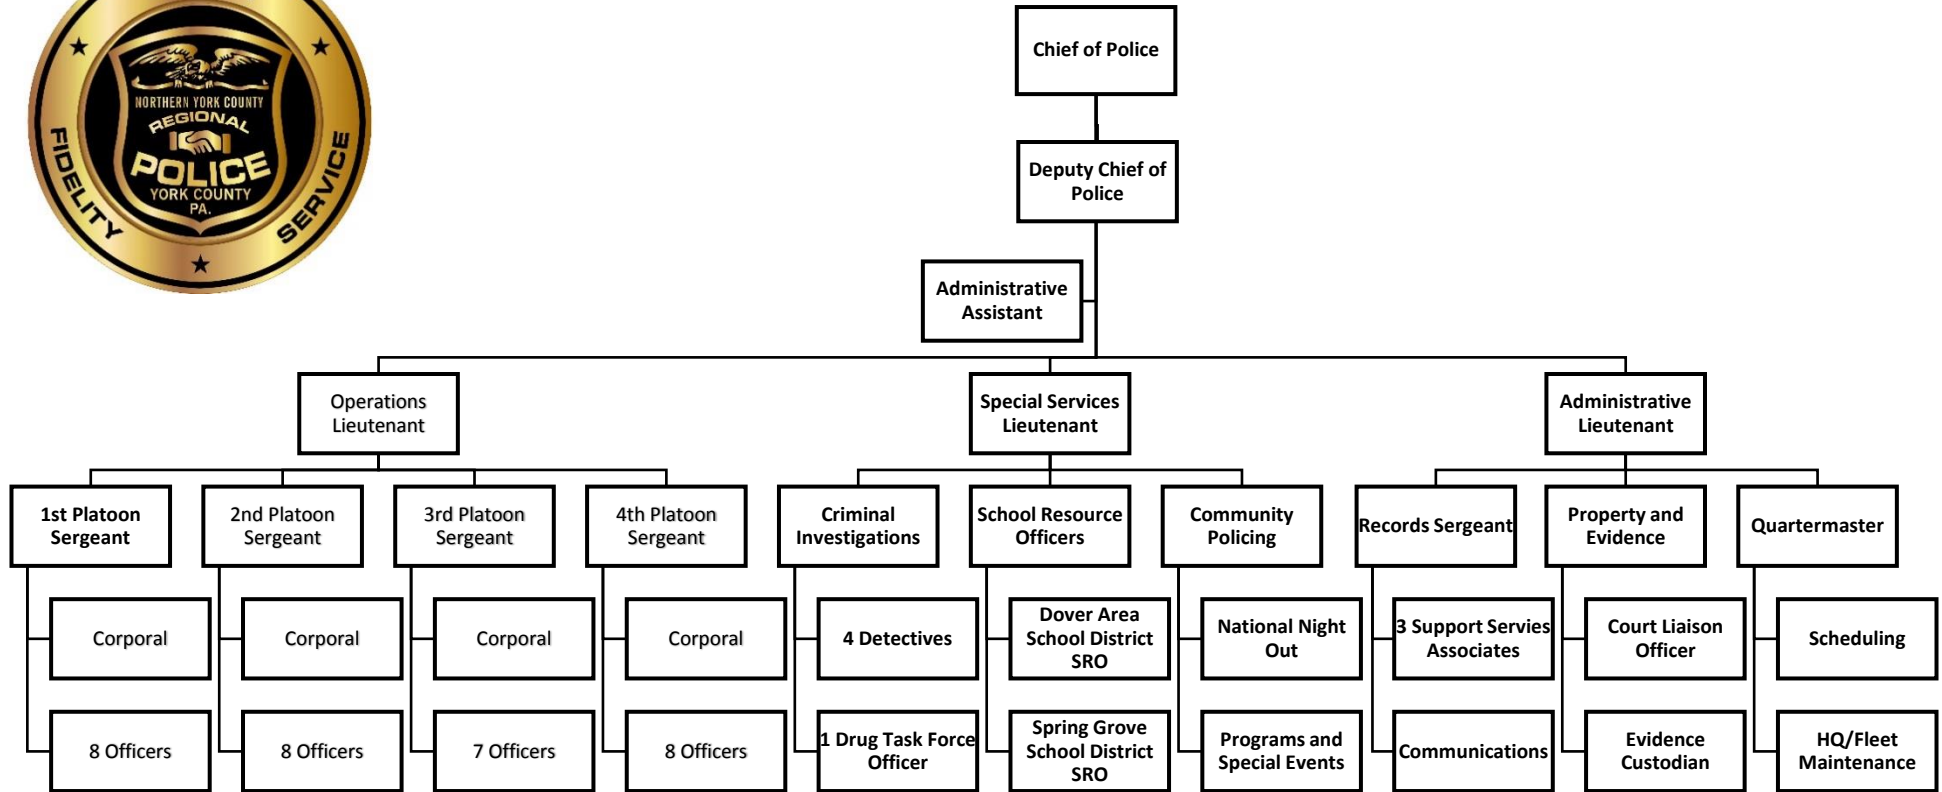 NORTHERN YORK COUNTY
REGIONAL
POLICE
YORK COUNTY
PA.
FIDELITY
SERVICE
Chief of Police
Deputy Chief of
Police
Administrative
Assistant
Operations
Lieutenant
Special Services
Lieutenant
Administrative
Lieutenant
1st Platoon
Sergeant
2nd Platoon
Sergeant
3rd Platoon
Sergeant
4th Platoon
Sergeant
Criminal
Investigations
School Resource
Officers
Community
Policing
Records Sergeant
Property and
Evidence
Quartermaster
Corporal
Corporal
Corporal
Corporal
4 Detectives
Dover Area
School District
SRO
National Night
Out
3 Support Servies
Associates
Court Liaison
Officer
Scheduling
8 Officers
8 Officers
7 Officers
8 Officers
1 Drug Task Force
Officer
Spring Grove
School District
SRO
Programs and
Special Events
Communications
Evidence
Custodian
HQ/Fleet
Maintenance